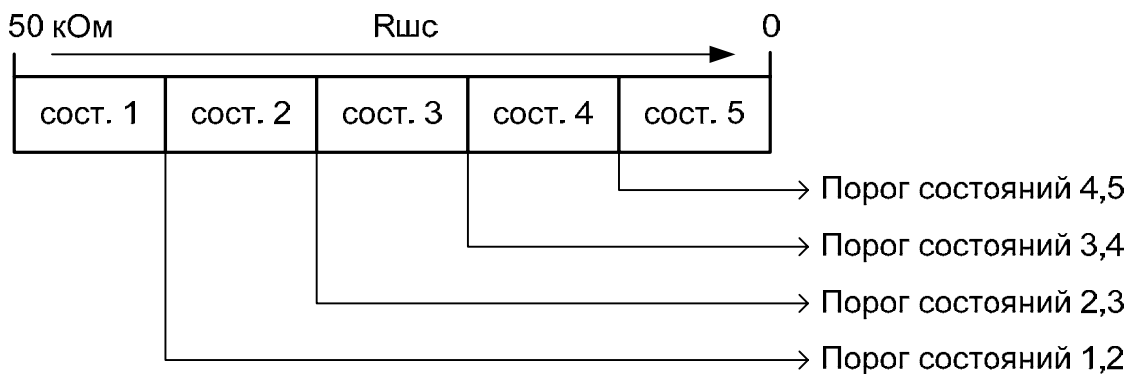 50 кОм Rшс 0
сост. 1 сост. 2 сост. 3 сост. 4 сост. 5
Порог состояний 4,5
Порог состояний 3,4
Порог состояний 2,3
Порог состояний 1,2